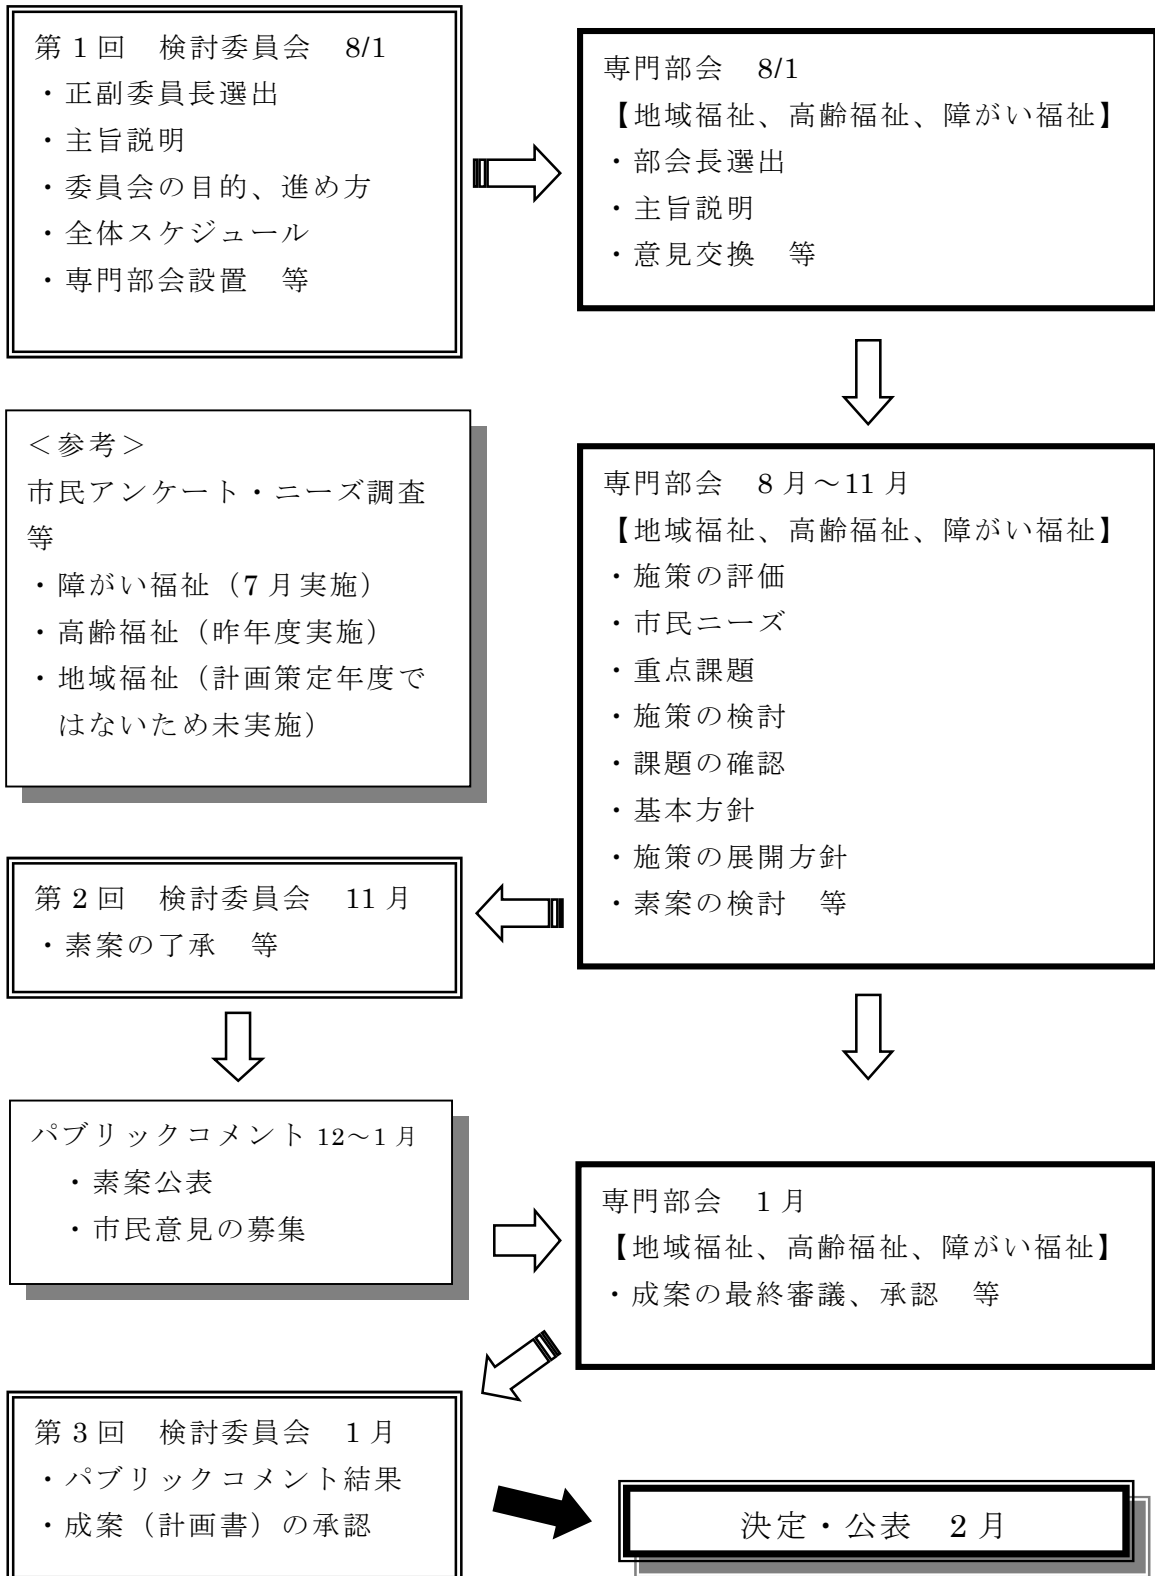 第1回　検討委員会　8/1
・正副委員長選出
・主旨説明
・委員会の目的、進め方
・全体スケジュール
・専門部会設置　等
専門部会　8/1
【地域福祉、高齢福祉、障がい福祉】
・部会長選出
・主旨説明
・意見交換　等
＜参考＞
市民アンケート・ニーズ調査
等
・障がい福祉（7月実施）
・高齢福祉（昨年度実施）
・地域福祉（計画策定年度で
はないため未実施）
専門部会　8月～11月
【地域福祉、高齢福祉、障がい福祉】
・施策の評価
・市民ニーズ
・重点課題
・施策の検討
・課題の確認
・基本方針
・施策の展開方針
・素案の検討　等
第2回　検討委員会　11月
・素案の了承　等
パブリックコメント 12～1月
・素案公表
・市民意見の募集
専門部会　1月
【地域福祉、高齢福祉、障がい福祉】
・成案の最終審議、承認　等
第3回　検討委員会　1月
・パブリックコメント結果
・成案（計画書）の承認
決定・公表　2月